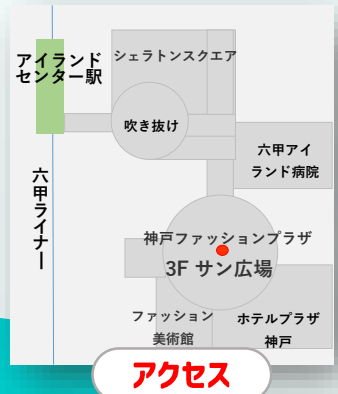 アイランド
センター駅
シェラトンスクエア
吹き抜け
六甲アイ
ランド病院
六甲ライナー
神戸ファッションプラザ
3F サン広場
ファッション
美術館
ホテルプラザ
神戸
アクセス